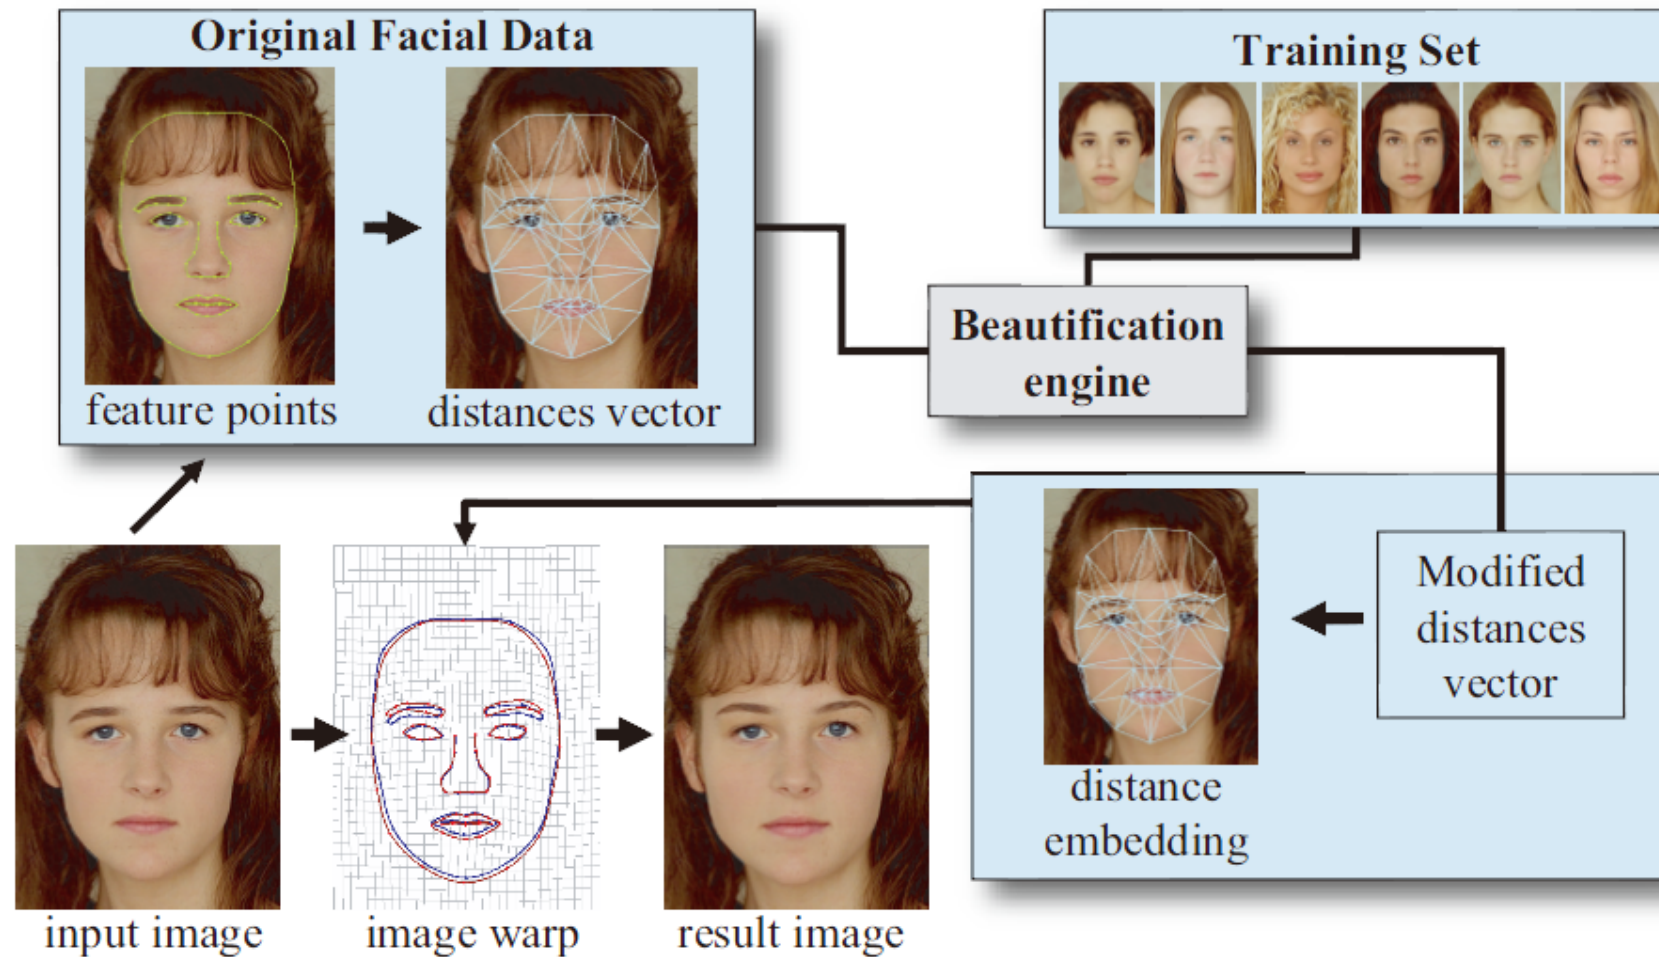 Original Facial Data
feature points
distances vector
Training Set
Beautification
engine
Modified
distances
vector
distance
embedding
input image
image warp
result image